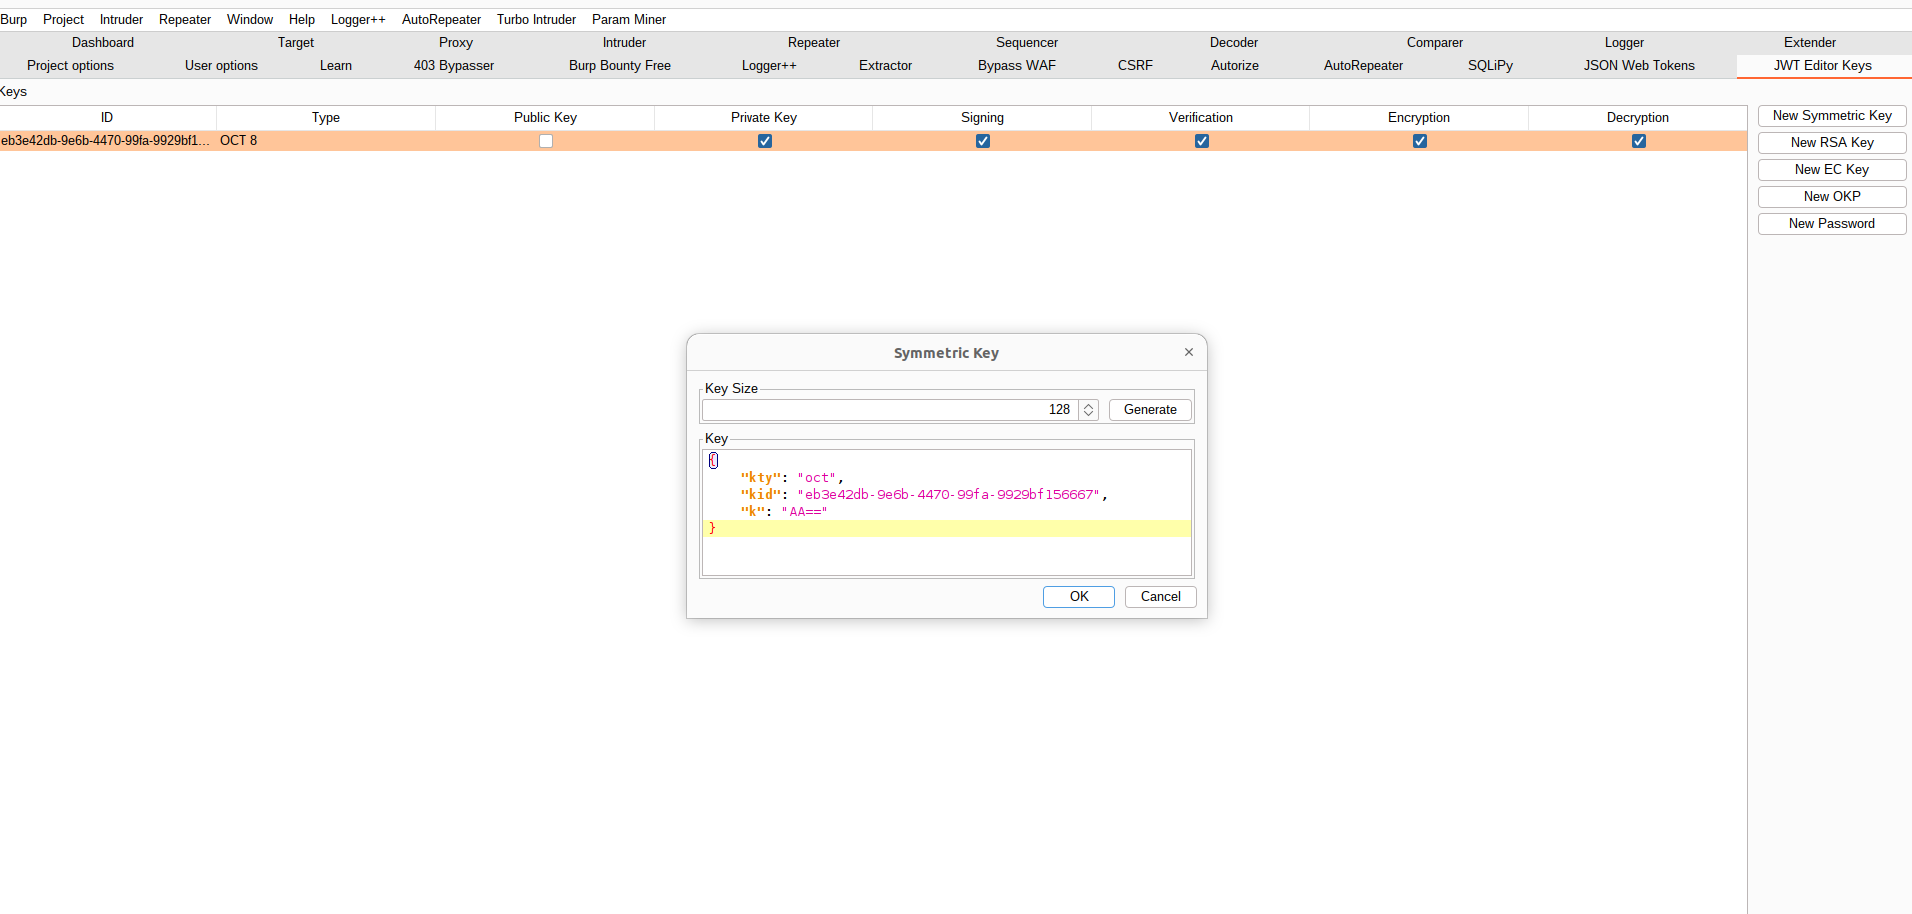 Burp Project Intruder Repeater Window Help Logger++ AutoRepeater Turbo Intruder Param Miner
Dashboard Target Proxy Intruder Repeater Sequencer Decoder Comparer Logger Extender
Project options User options Learn 403 Bypasser Burp Bounty Free Logger++ Extractor Bypass WAF CSRF Autorize AutoRepeater SQLiPy JSON Web Tokens JWT Editor Keys
Keys
ID Type Public Key Private Key Signing Verification Encryption Decryption
eb3e42db-9e6b-4470-99fa-9929bf1... OCT 8
New Symmetric Key
New RSA Key
New EC Key
New OKP
New Password
Symmetric Key
Key Size
128 Generate
Key
{
"kty": "oct",
"kid": "eb3e42db-9e6b-4470-99fa-9929bf156667",
"k": "AA=="
}
OK Cancel